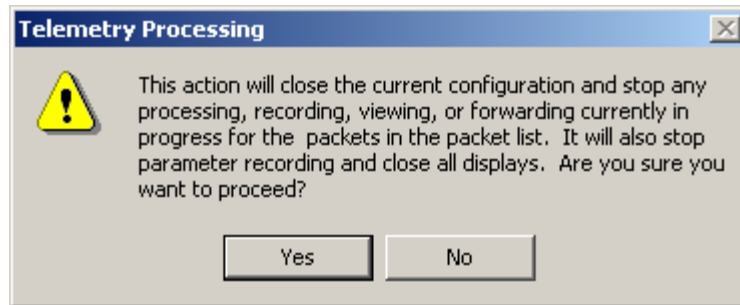 Telemetry Processing
This action will close the current configuration and stop any
processing, recording, viewing, or forwarding currently in
progress for the  packets in the packet list.  It will also stop
parameter recording and close all displays.  Are you sure you
want to proceed?
Yes No